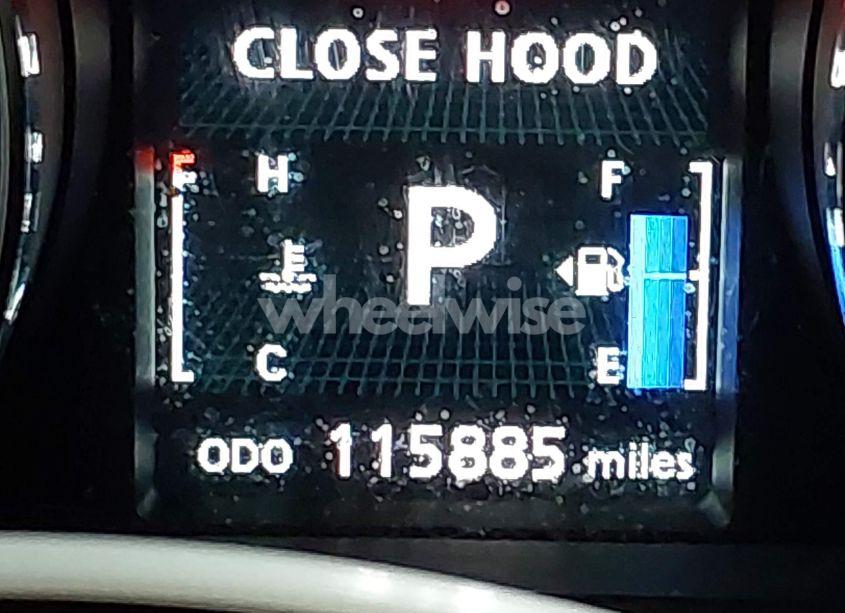 CLOSE HOOD
H F
P
E
wheelwise
C E
ODO 115885 miles